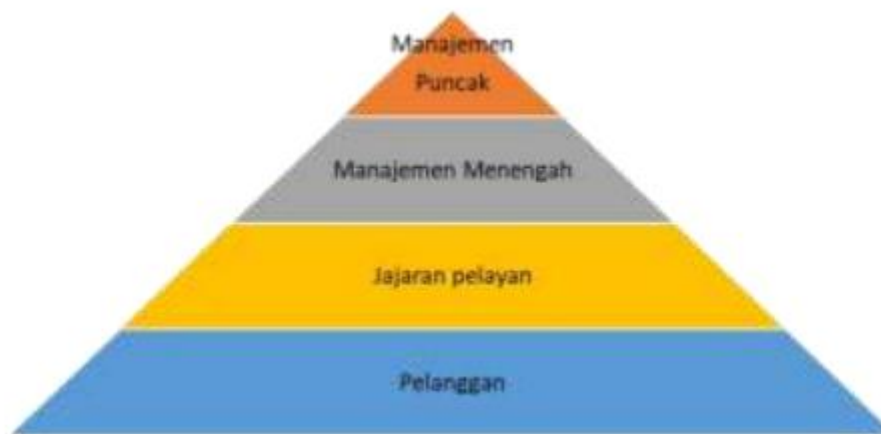 Manajemen
Puncak
Manajemen Menengah
Jajaran pelayan
Pelanggan